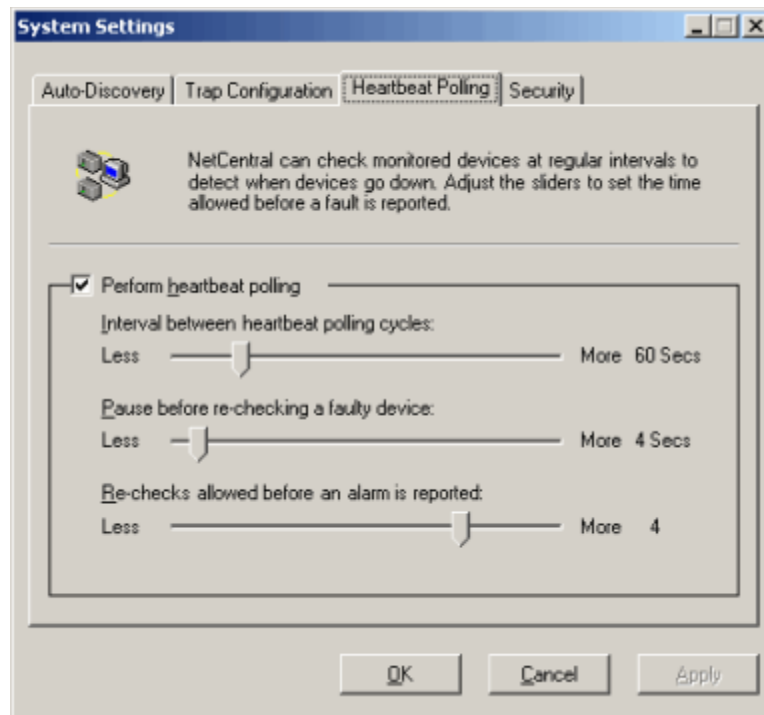 System Settings
Auto-Discovery Trap Configuration Heartbeat Polling Security
NetCentral can check monitored devices at regular intervals to
detect when devices go down. Adjust the sliders to set the time
allowed before a fault is reported.
Perform heartbeat polling
Interval between heartbeat polling cycles:
Less More 60 Secs
Pause before re-checking a faulty device:
Less More 4 Secs
Re-checks allowed before an alarm is reported:
Less More 4
OK Cancel Apply